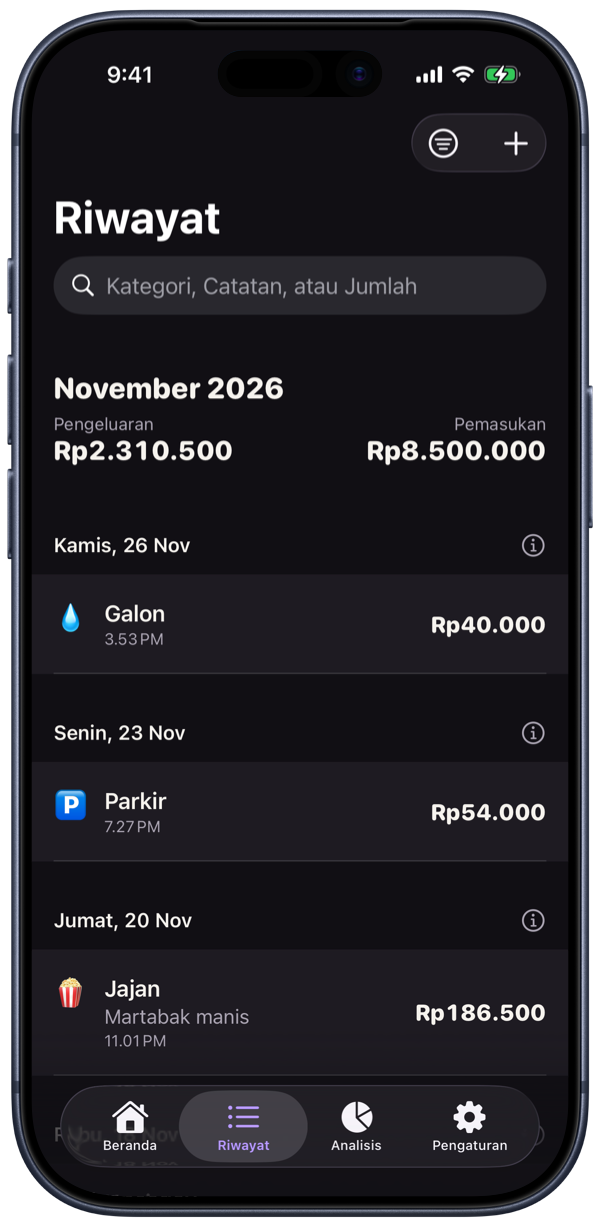 9:41
Riwayat
Kategori, Catatan, atau Jumlah
November 2026
Pengeluaran Pemasukan
Rp2.310.500 Rp8.500.000
Kamis, 26 Nov
Galon
3.53 PM
Rp40.000
Senin, 23 Nov
P
Parkir
7.27 PM
Rp54.000
Jumat, 20 Nov
Jajan
Martabak manis
11.01 PM
Rp186.500
Beranda Riwayat Analisis Pengaturan